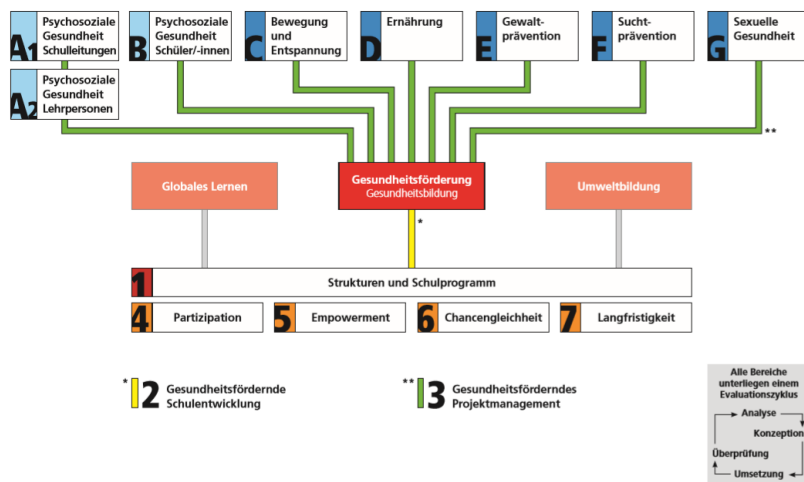 A1
Psychosoziale
Gesundheit
Schulleitungen
B
Psychosoziale
Gesundheit
Schüler/-innen
C
Bewegung
und
Entspannung
D
Ernährung
E
Gewalt-
prävention
F
Sucht-
prävention
G
Sexuelle
Gesundheit
A2
Psychosoziale
Gesundheit
Lehrpersonen
**
Globales Lernen
Gesundheitsförderung
Gesundheitsbildung
Umweltbildung
*
1 Strukturen und Schulprogramm
4 Partizipation
5 Empowerment
6 Chancengleichheit
7 Langfristigkeit
* 2 Gesundheitsfördernde
Schulentwicklung
** 3 Gesundheitsförderndes
Projektmanagement
Alle Bereiche
unterliegen einem
Evaluationszyklus
Analyse
Konzeption
Überprüfung
Umsetzung